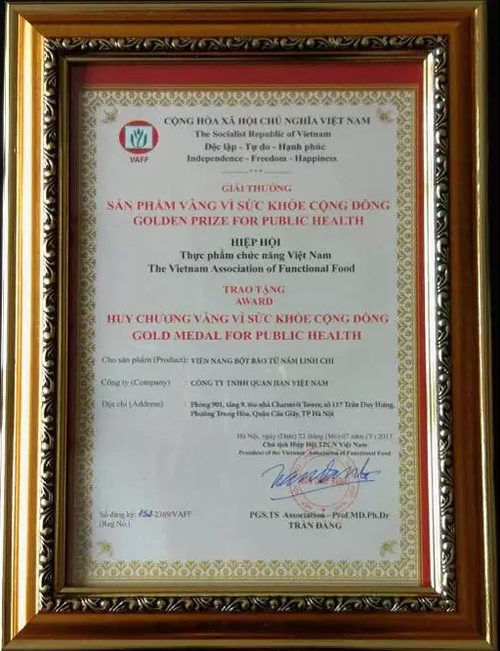 VAFF
CỘNG HÒA XÃ HỘI CHỦ NGHĨA VIỆT NAM
The Socialist Republic of Vietnam
Độc lập - Tự do - Hạnh phúc
Independence - Freedom - Happiness
GIẢI THƯỞNG
SẢN PHẨM VÀNG VÌ SỨC KHỎE CỘNG ĐỒNG
GOLDEN PRIZE FOR PUBLIC HEALTH
HIỆP HỘI
Thực phẩm chức năng Việt Nam
The Vietnam Association of Functional Food
TRAO TẶNG
AWARD
HUY CHƯƠNG VÀNG VÌ SỨC KHỎE CỘNG ĐỒNG
GOLD MEDAL FOR PUBLIC HEALTH
Cho sản phẩm (Product): VIÊN NANG BỘT BÀO TỬ NẤM LINH CHI
Công ty (Company) : CÔNG TY TNHH QUAN JIAN VIỆT NAM
Địa chỉ (Address) : Phòng 901, tầng 9, tòa nhà Charmvit Tower, số 117 Trần Duy Hưng,
Phường Trung Hòa, Quận Cầu Giấy, TP Hà Nội
Hà Nội, ngày (Date) 22 tháng (Mo) 07 năm (Y) 2017
Chủ tịch Hiệp Hội TPCN Việt Nam
President of the Vietnam Association of Functional Food
Số đăng ký: 2369/VAFF
(Reg No.)
PGS,TS Association - Prof.MD.Ph.Dr
TRẦN ĐÁNG